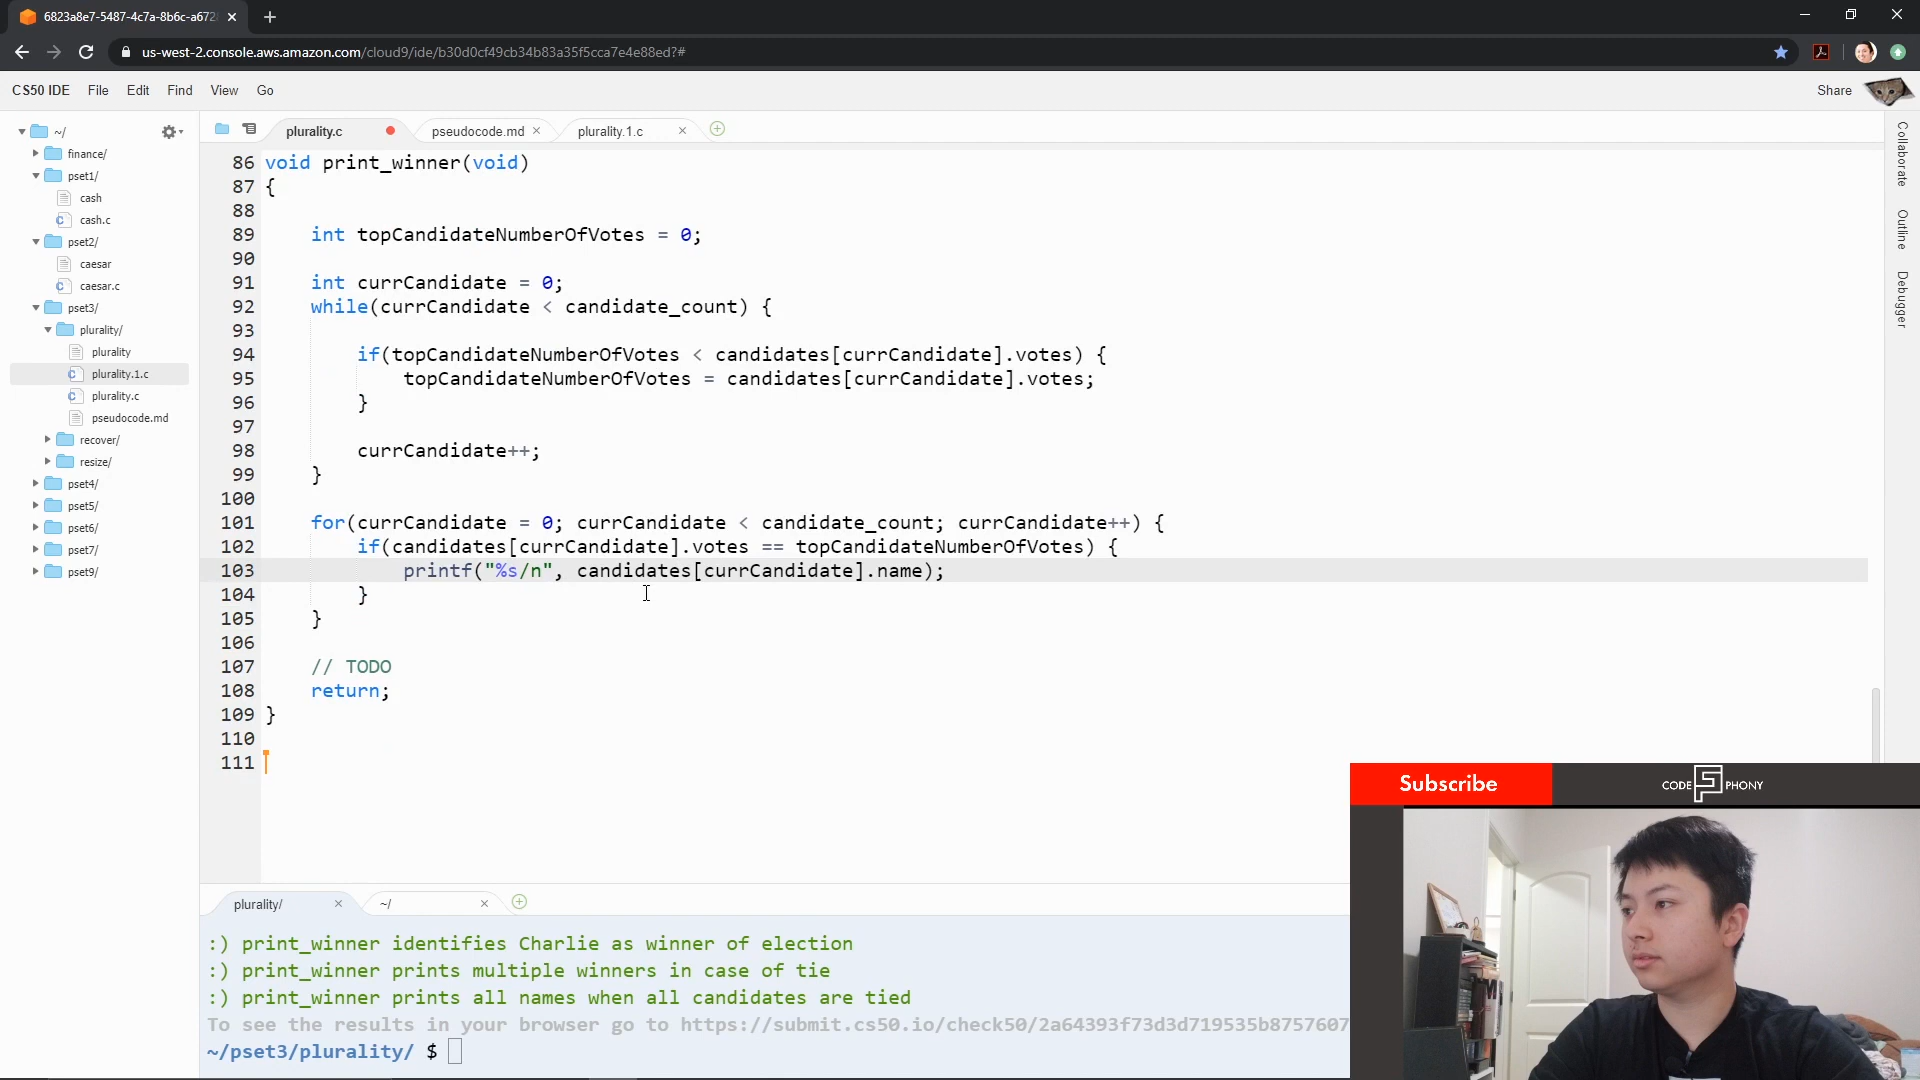 6823a8e7-5487-4c7a-8b6c-a672
us-west-2.console.aws.amazon.com/cloud9/ide/b30d0cf49cb34b83a35f5cca7e4e88ed?#
CS50 IDE File Edit Find View Go Share
~/
finance/
pset1/
cash
cash.c
pset2/
caesar
caesar.c
pset3/
plurality/
plurality
plurality.1.c
plurality.c
pseudocode.md
recover/
resize/
pset4/
pset5/
pset6/
pset7/
pset9/
plurality.c pseudocode.md plurality.1.c
86 void print_winner(void)
87 {
88
89 int topCandidateNumberOfVotes = 0;
90
91 int currCandidate = 0;
92 while(currCandidate < candidate_count) {
93
94 if(topCandidateNumberOfVotes < candidates[currCandidate].votes) {
95 topCandidateNumberOfVotes = candidates[currCandidate].votes;
96 }
97
98 currCandidate++;
99 }
100
101 for(currCandidate = 0; currCandidate < candidate_count; currCandidate++) {
102 if(candidates[currCandidate].votes == topCandidateNumberOfVotes) {
103 printf("%s/n", candidates[currCandidate].name);
104 }
105 }
106
107 // TODO
108 return;
109 }
110
111
Collaborate
Outline
Debugger
plurality/ ~/
:) print_winner identifies Charlie as winner of election
:) print_winner prints multiple winners in case of tie
:) print_winner prints all names when all candidates are tied
To see the results in your browser go to https://submit.cs50.io/check50/2a64393f73d3d719535b8757607
~/pset3/plurality/ $
Subscribe
CODE PHONY